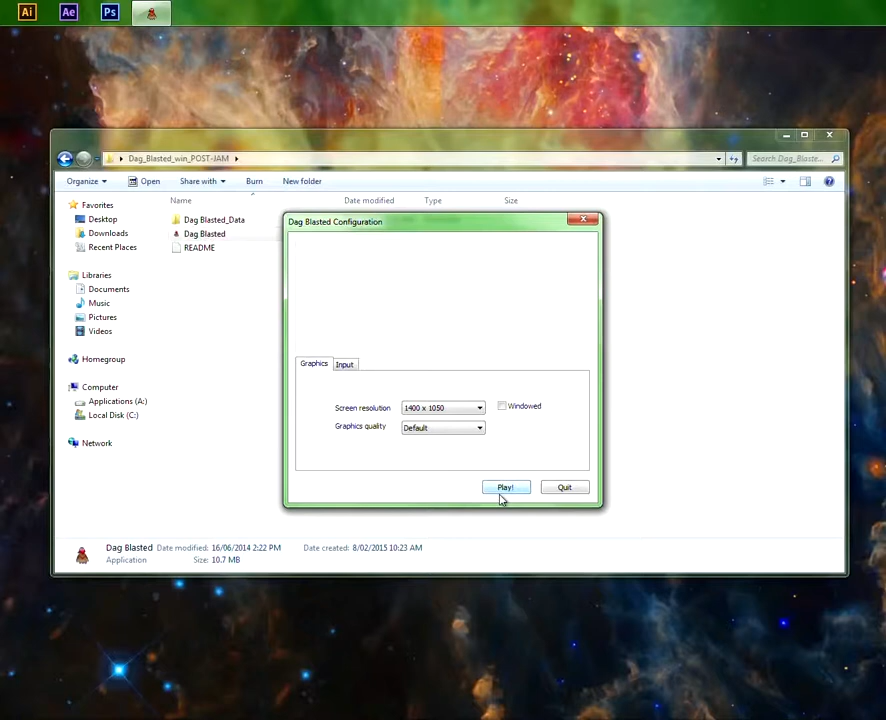 Ai Ae Ps
Dag_Blasted_win_POST-JAM
Search Dag_Blaste...
Organize Open Share with Burn New folder
Favorites
Desktop
Downloads
Recent Places
Libraries
Documents
Music
Pictures
Videos
Homegroup
Computer
Applications (A:)
Local Disk (C:)
Network
Name Date modified Type Size
Dag Blasted_Data
Dag Blasted
README
Dag Blasted Configuration
Graphics Input
Screen resolution 1400 x 1050 Windowed
Graphics quality Default
Play! Quit
Dag Blasted Date modified: 16/06/2014 2:22 PM Date created: 8/02/2015 10:23 AM
Application Size: 10.7 MB